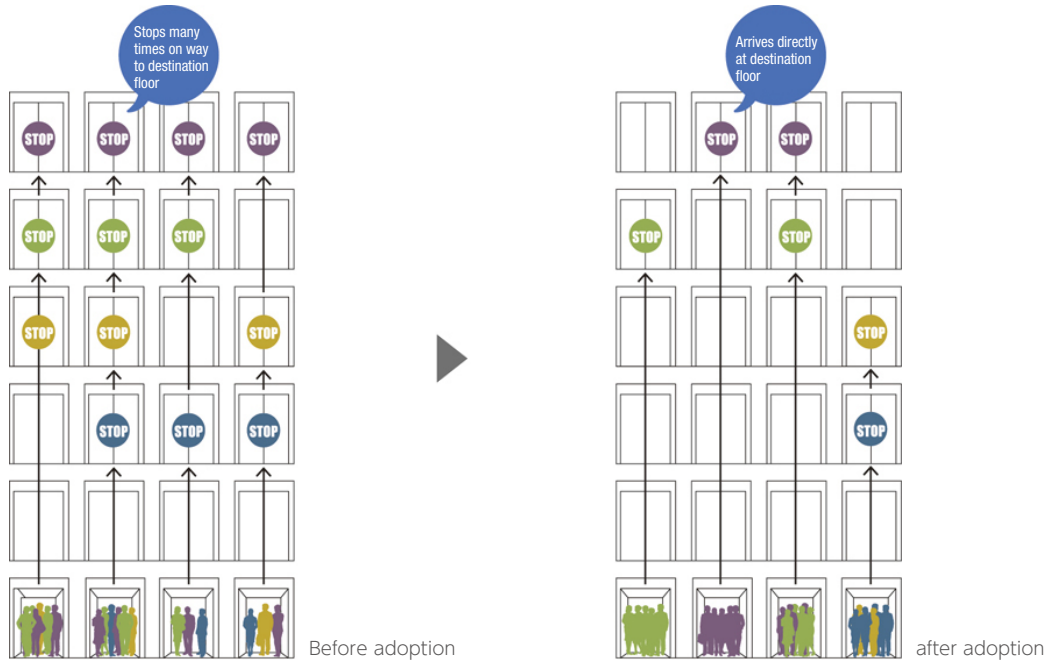 Stops many
times on way
to destination
floor
Arrives directly
at destination
floor
STOP STOP STOP STOP
STOP STOP
STOP STOP STOP
STOP STOP
STOP STOP STOP
STOP
STOP STOP STOP
STOP
Before adoption
after adoption